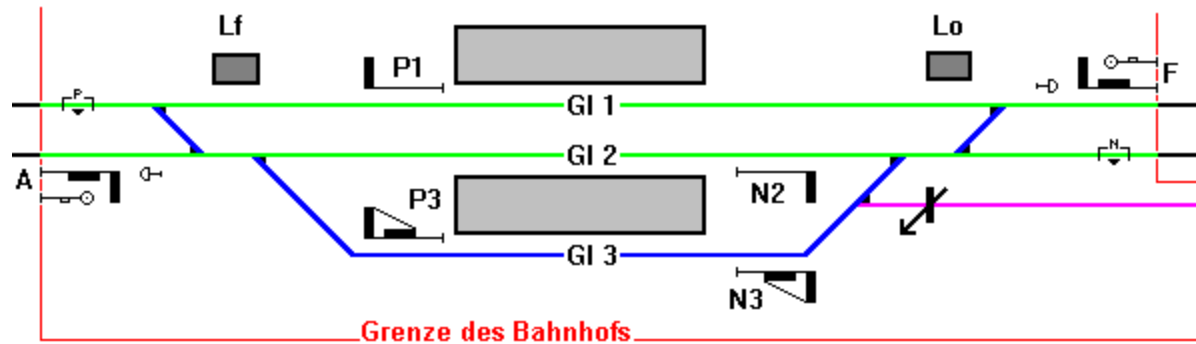 Lf
Lo
P1
F
P
Gl 1
Gl 2
N
A
P3
N2
Gl 3
N3
Grenze des Bahnhofs